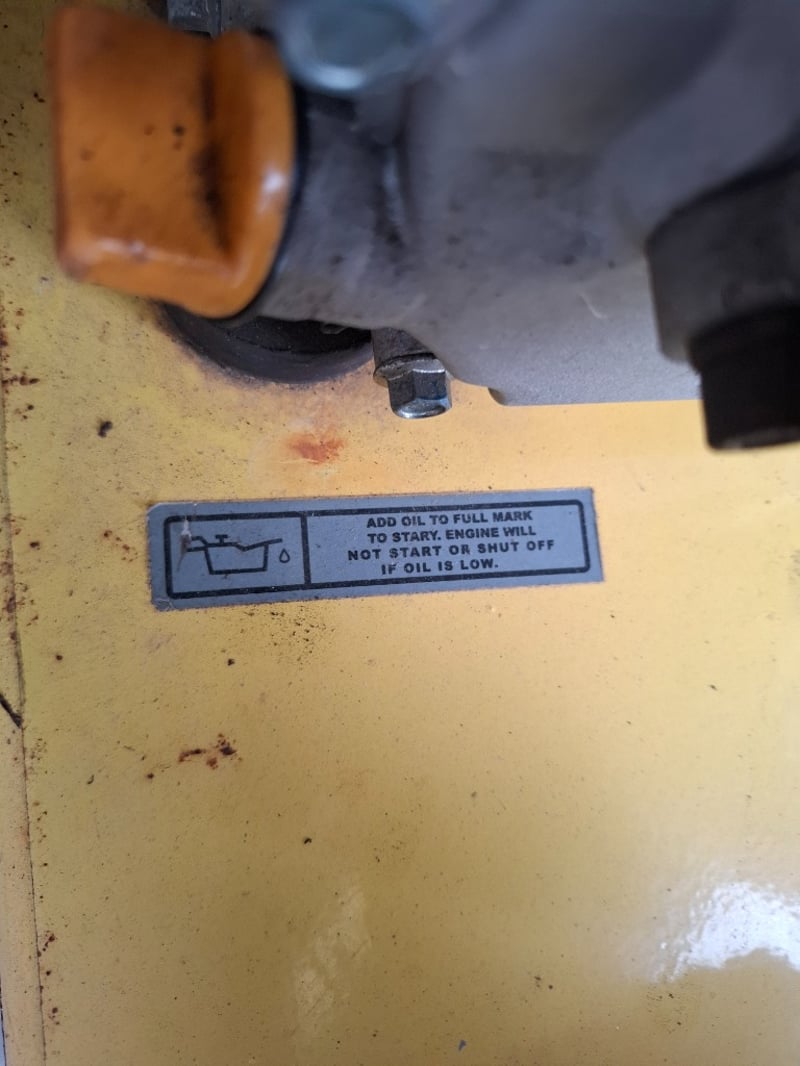 ADD OIL TO FULL MARK
TO STARY. ENGINE WILL
NOT START OR SHUT OFF
IF OIL IS LOW.